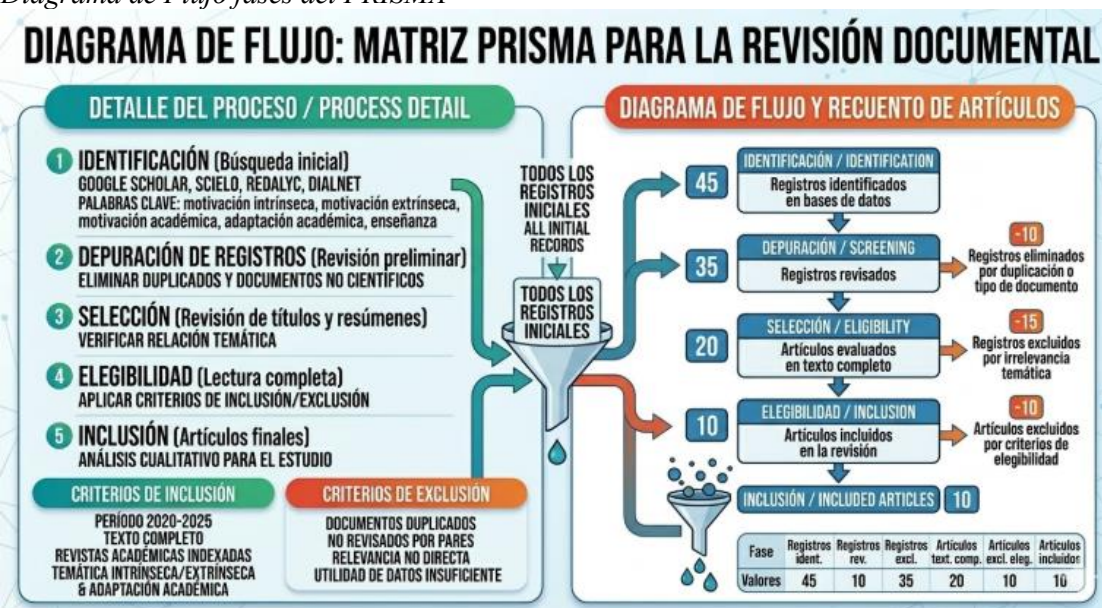 Diagrama de Flujo fases del PRISMA
DIAGRAMA DE FLUJO: MATRIZ PRISMA PARA LA REVISIÓN DOCUMENTAL
DETALLE DEL PROCESO / PROCESS DETAIL
1 IDENTIFICACIÓN (Búsqueda inicial)
GOOGLE SCHOLAR, SCIELO, REDALYC, DIALNET
PALABRAS CLAVE: motivación intrínseca, motivación extrínseca,
motivación académica, adaptación académica, enseñanza
2 DEPURACIÓN DE REGISTROS (Revisión preliminar)
ELIMINAR DUPLICADOS Y DOCUMENTOS NO CIENTÍFICOS
3 SELECCIÓN (Revisión de títulos y resúmenes)
VERIFICAR RELACIÓN TEMÁTICA
4 ELEGIBILIDAD (Lectura completa)
APLICAR CRITERIOS DE INCLUSIÓN/EXCLUSIÓN
5 INCLUSIÓN (Artículos finales)
ANÁLISIS CUALITATIVO PARA EL ESTUDIO
CRITERIOS DE INCLUSIÓN
PERÍODO 2020-2025
TEXTO COMPLETO
REVISTAS ACADÉMICAS INDEXADAS
TEMÁTICA INTRÍNSECA/EXTRÍNSECA
& ADAPTACIÓN ACADÉMICA
CRITERIOS DE EXCLUSIÓN
DOCUMENTOS DUPLICADOS
NO REVISADOS POR PARES
RELEVANCIA NO DIRECTA
UTILIDAD DE DATOS INSUFICIENTE
TODOS LOS
REGISTROS
INICIALES
ALL INITIAL
RECORDS
TODOS LOS
REGISTROS
INICIALES
DIAGRAMA DE FLUJO Y RECUENTO DE ARTÍCULOS
45
IDENTIFICACIÓN / IDENTIFICATION
Registros identificados
en bases de datos
35
DEPURACIÓN / SCREENING
Registros revisados
-10
Registros eliminados
por duplicación o
tipo de documento
20
SELECCIÓN / ELIGIBILITY
Artículos evaluados
en texto completo
-15
Registros excluidos
por irrelevancia
temática
10
ELEGIBILIDAD / INCLUSION
Artículos incluidos
en la revisión
-10
Artículos excluidos
por criterios de
elegibilidad
INCLUSIÓN / INCLUDED ARTICLES 10
Fase Registros ident. Registros rev. Registros excl. Artículos text. comp. Artículos excl. eleg. Artículos incluidos
Valores 45 10 35 20 10 10